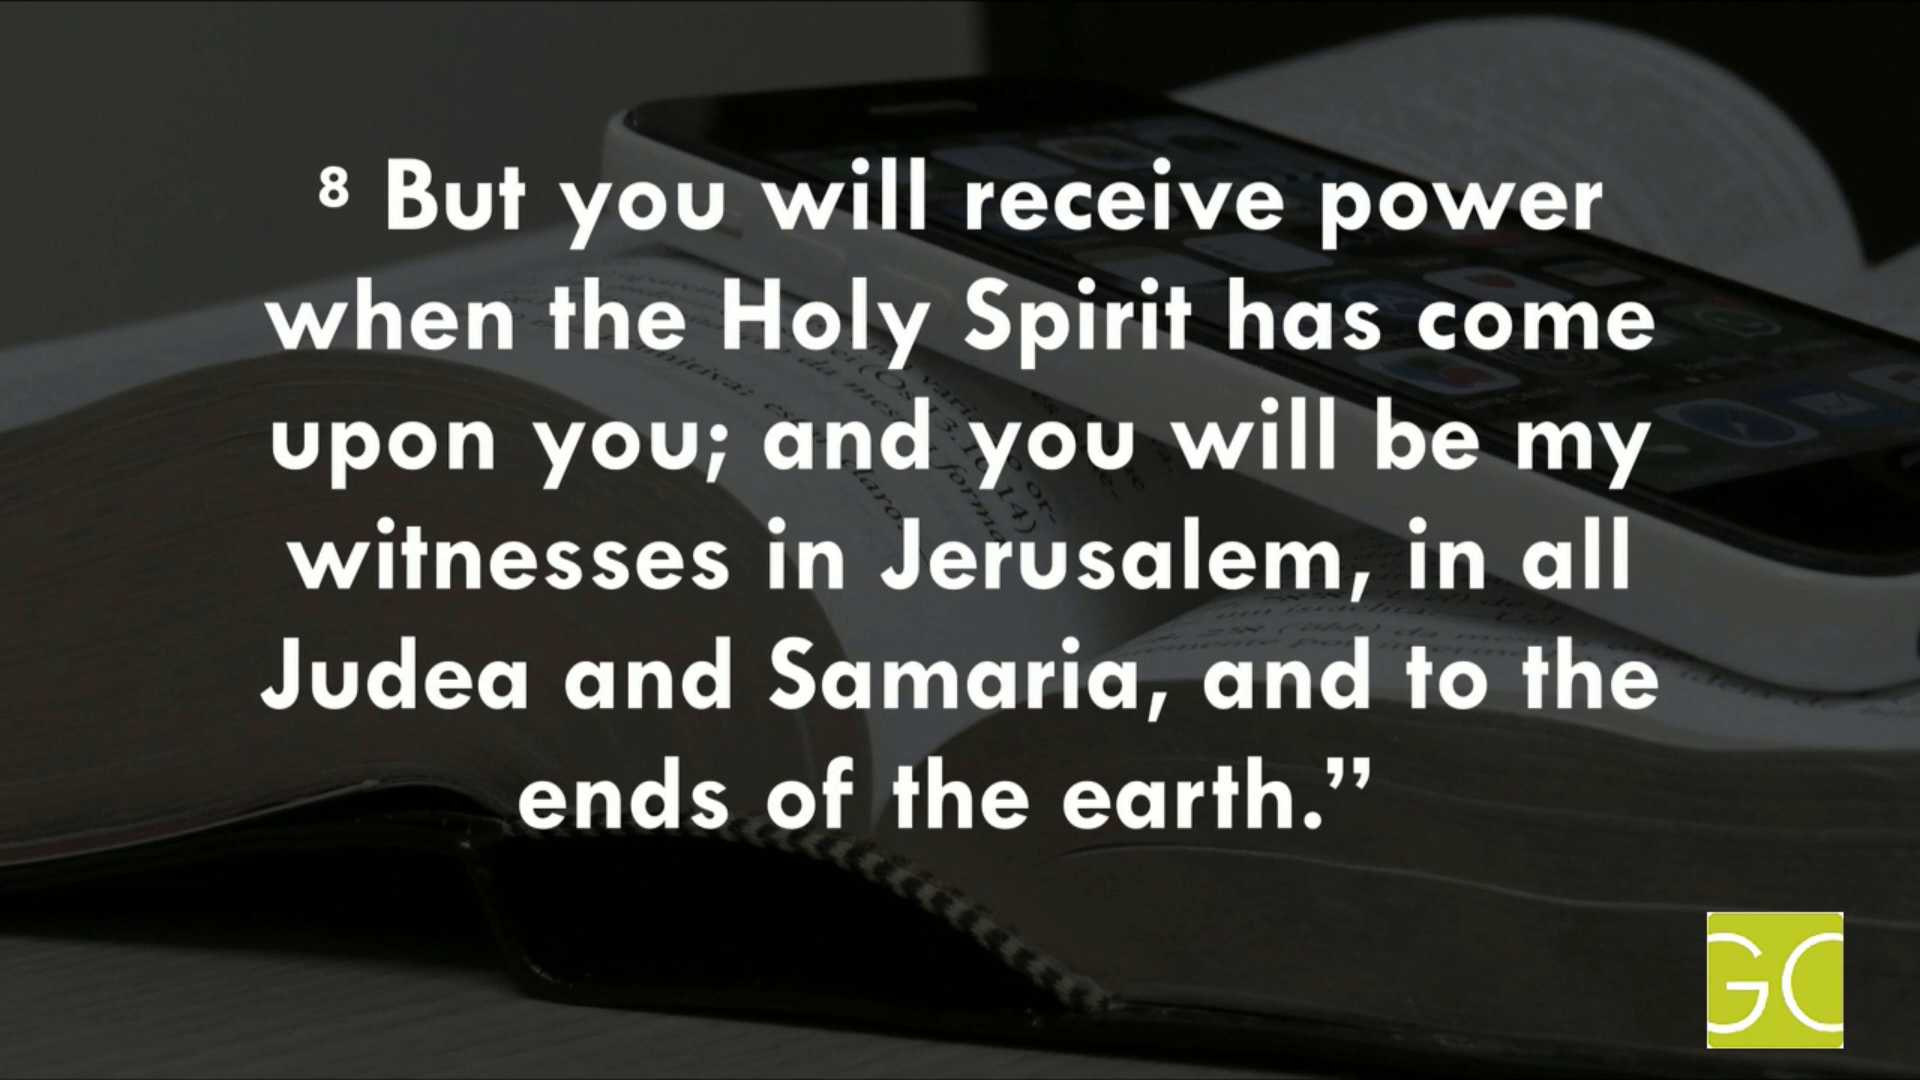 ⁸ But you will receive power
when the Holy Spirit has come
upon you; and you will be my
witnesses in Jerusalem, in all
Judea and Samaria, and to the
ends of the earth.”
GC